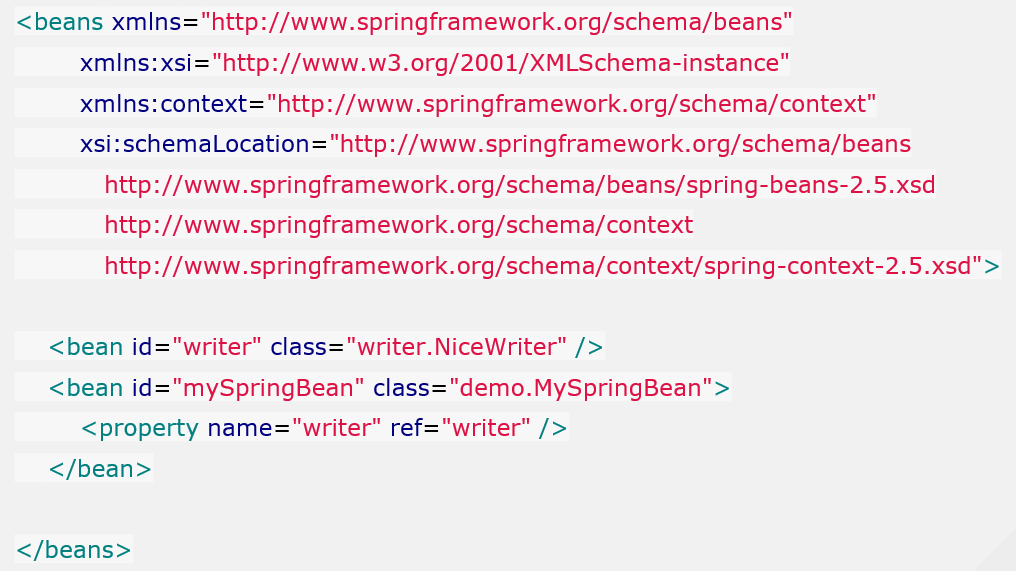 <beans xmlns="http://www.springframework.org/schema/beans"
xmlns:xsi="http://www.w3.org/2001/XMLSchema-instance"
xmlns:context="http://www.springframework.org/schema/context"
xsi:schemaLocation="http://www.springframework.org/schema/beans
http://www.springframework.org/schema/beans/spring-beans-2.5.xsd
http://www.springframework.org/schema/context
http://www.springframework.org/schema/context/spring-context-2.5.xsd">
<bean id="writer" class="writer.NiceWriter" />
<bean id="mySpringBean" class="demo.MySpringBean">
<property name="writer" ref="writer" />
</bean>
</beans>